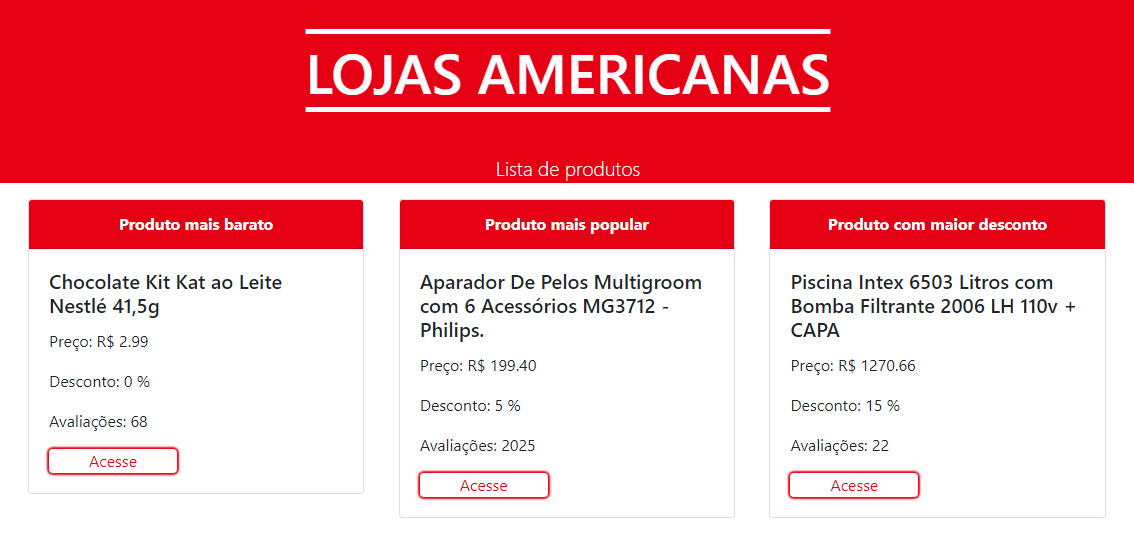 LOJAS AMERICANAS
Lista de produtos
Produto mais barato
Chocolate Kit Kat ao Leite
Nestlé 41,5g
Preço: R$ 2.99
Desconto: 0 %
Avaliações: 68
Acesse
Produto mais popular
Aparador De Pelos Multigroom
com 6 Acessórios MG3712 -
Philips.
Preço: R$ 199.40
Desconto: 5 %
Avaliações: 2025
Acesse
Produto com maior desconto
Piscina Intex 6503 Litros com
Bomba Filtrante 2006 LH 110v +
CAPA
Preço: R$ 1270.66
Desconto: 15 %
Avaliações: 22
Acesse